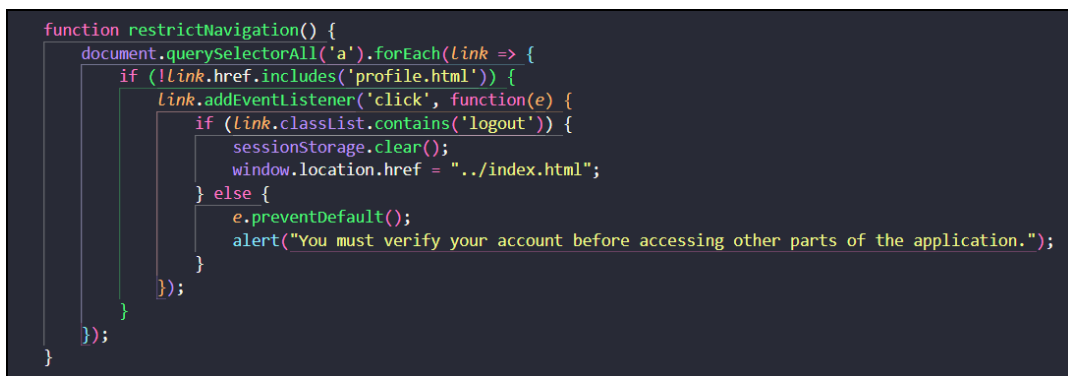 function restrictNavigation() {
    document.querySelectorAll('a').forEach(link => {
        if (!link.href.includes('profile.html')) {
            link.addEventListener('click', function(e) {
                if (link.classList.contains('logout')) {
                    sessionStorage.clear();
                    window.location.href = "../index.html";
                } else {
                    e.preventDefault();
                    alert("You must verify your account before accessing other parts of the application.");
                }
            });
        }
    });
}